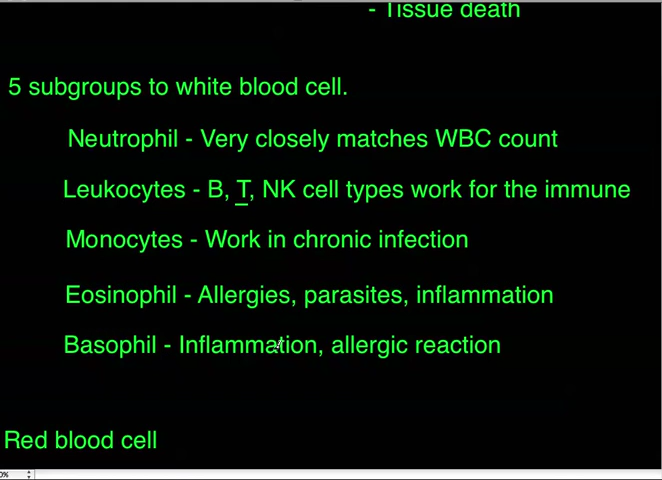 - Tissue death
5 subgroups to white blood cell.
Neutrophil - Very closely matches WBC count
Leukocytes - B, T, NK cell types work for the immune
Monocytes - Work in chronic infection
Eosinophil - Allergies, parasites, inflammation
Basophil - Inflammation, allergic reaction
Red blood cell
0%